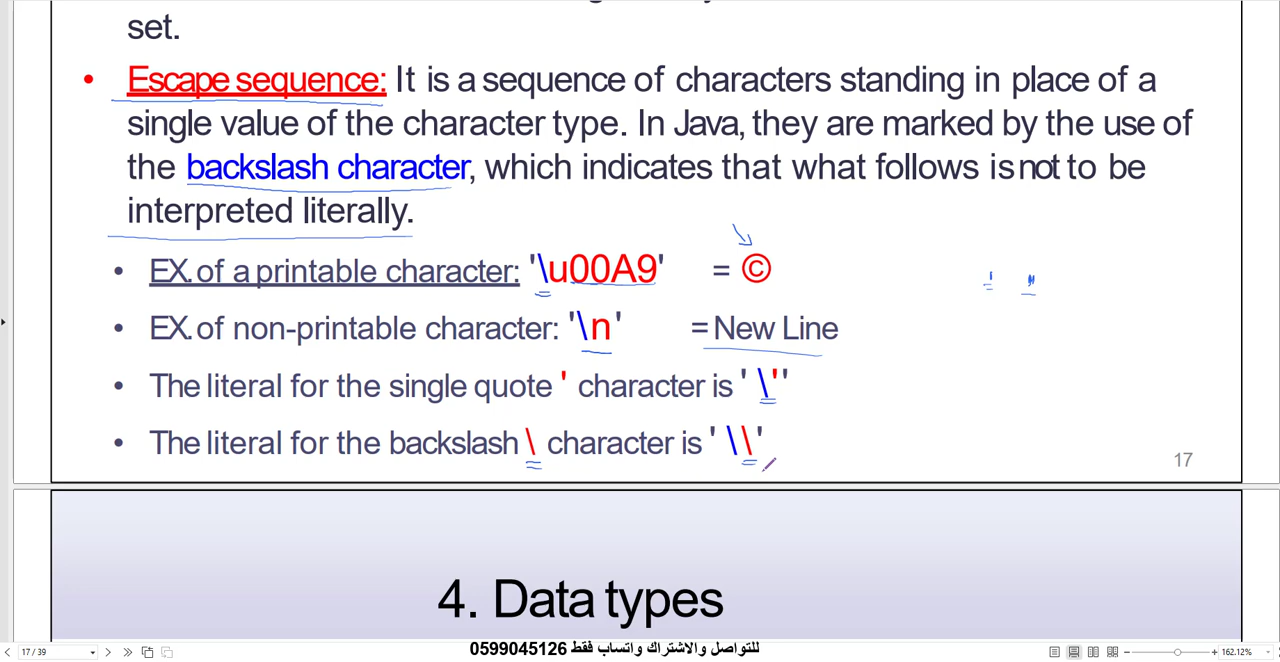 set.
• Escape sequence: It is a sequence of characters standing in place of a
single value of the character type. In Java, they are marked by the use of
the backslash character, which indicates that what follows is not to be
interpreted literally.
• EX. of a printable character: '\u00A9' = ©
• EX. of non-printable character: '\n' = New Line
• The literal for the single quote ' character is ' \''
• The literal for the backslash \ character is ' \\'
17
4. Data types
للتواصل والاشتراك واتساب فقط 0599045126
17 / 39
162.12%